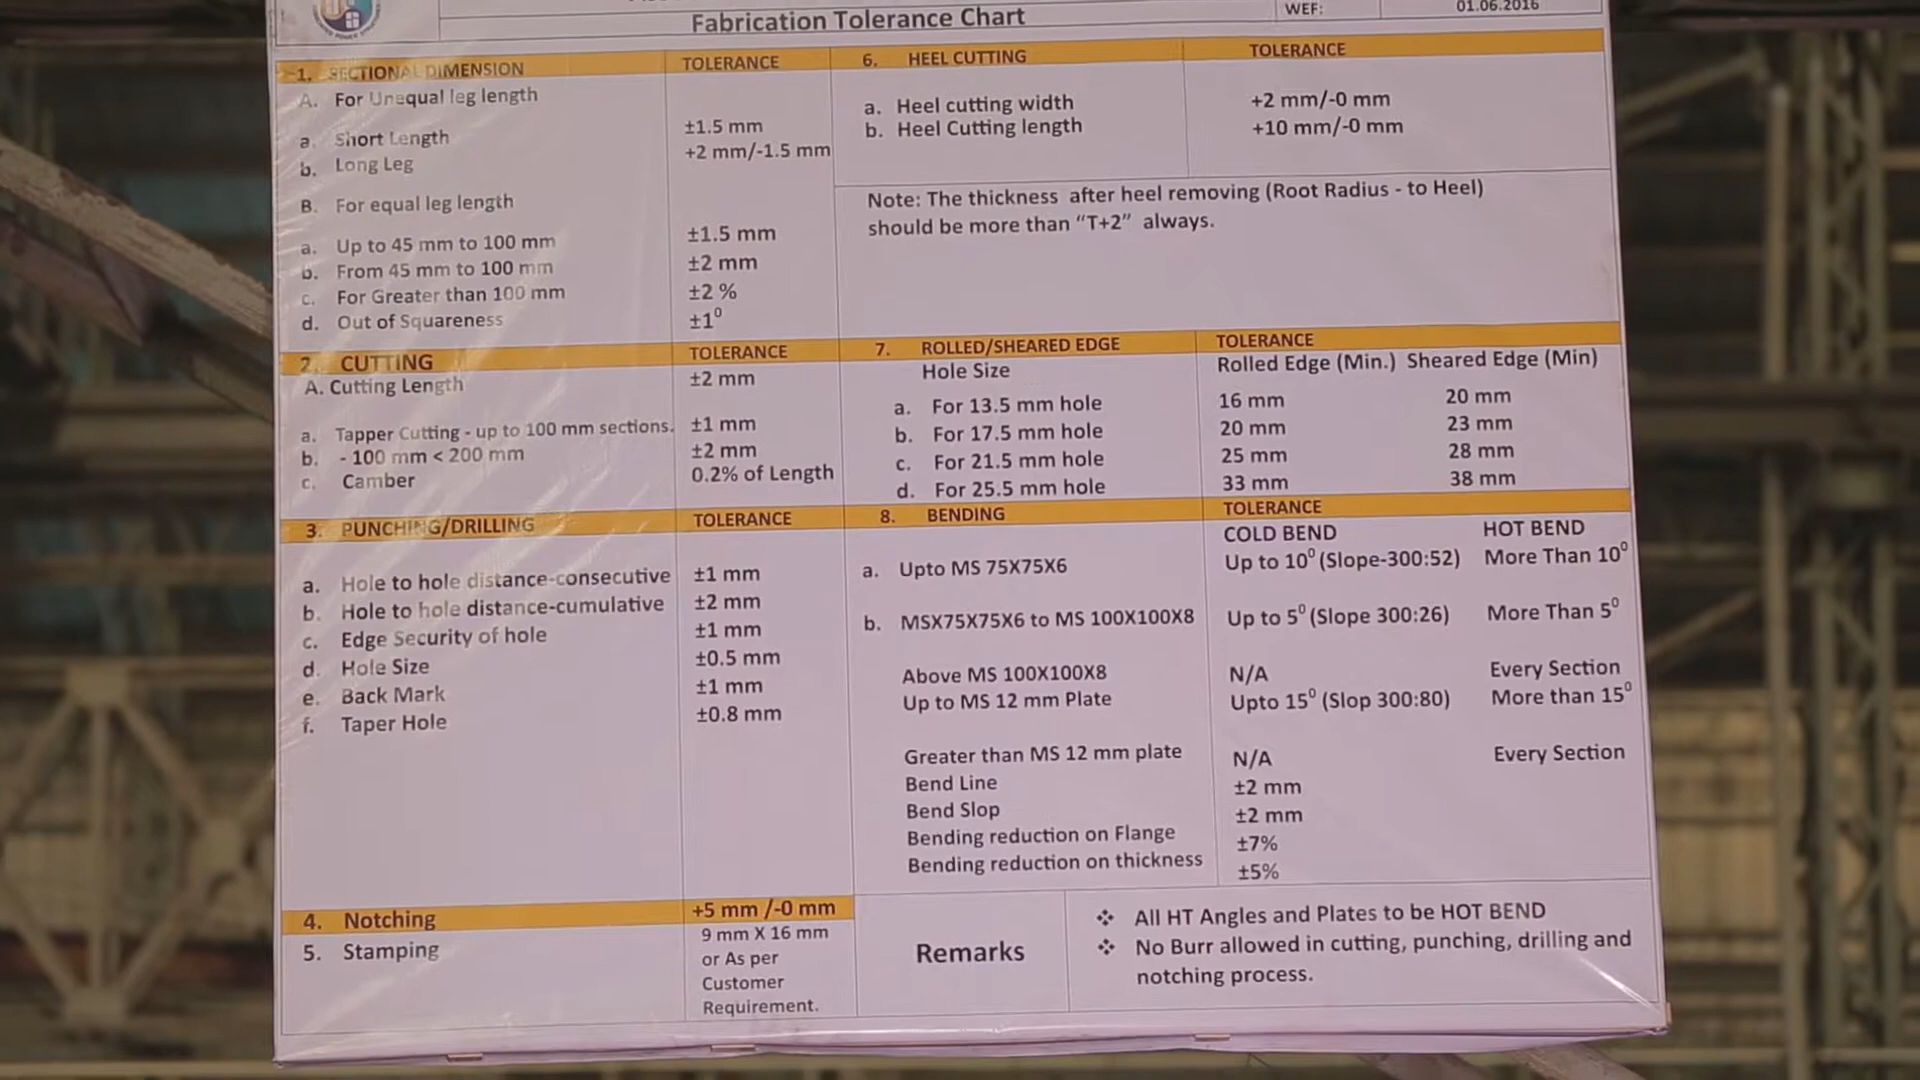 Fabrication Tolerance Chart
WEF: 01.06.2016
1. SECTIONAL DIMENSION TOLERANCE
A. For Unequal leg length
a. Short Length ±1.5 mm
b. Long Leg +2 mm/-1.5 mm
B. For equal leg length
a. Up to 45 mm to 100 mm ±1.5 mm
b. From 45 mm to 100 mm ±2 mm
c. For Greater than 100 mm ±2 %
d. Out of Squareness ±1⁰
2. CUTTING TOLERANCE
A. Cutting Length ±2 mm
a. Tapper Cutting - up to 100 mm sections. ±1 mm
b. - 100 mm < 200 mm ±2 mm
c. Camber 0.2% of Length
3. PUNCHING/DRILLING TOLERANCE
a. Hole to hole distance-consecutive ±1 mm
b. Hole to hole distance-cumulative ±2 mm
c. Edge Security of hole ±1 mm
d. Hole Size ±0.5 mm
e. Back Mark ±1 mm
f. Taper Hole ±0.8 mm
4. Notching +5 mm /-0 mm
5. Stamping 9 mm X 16 mm
or As per
Customer
Requirement.
6. HEEL CUTTING TOLERANCE
a. Heel cutting width +2 mm/-0 mm
b. Heel Cutting length +10 mm/-0 mm
Note: The thickness after heel removing (Root Radius - to Heel)
should be more than “T+2” always.
7. ROLLED/SHEARED EDGE TOLERANCE
Hole Size Rolled Edge (Min.) Sheared Edge (Min)
a. For 13.5 mm hole 16 mm 20 mm
b. For 17.5 mm hole 20 mm 23 mm
c. For 21.5 mm hole 25 mm 28 mm
d. For 25.5 mm hole 33 mm 38 mm
8. BENDING TOLERANCE
COLD BEND HOT BEND
a. Upto MS 75X75X6 Up to 10⁰ (Slope-300:52) More Than 10⁰
b. MSX75X75X6 to MS 100X100X8 Up to 5⁰ (Slope 300:26) More Than 5⁰
Above MS 100X100X8 N/A Every Section
Up to MS 12 mm Plate Upto 15⁰ (Slop 300:80) More than 15⁰
Greater than MS 12 mm plate N/A Every Section
Bend Line ±2 mm
Bend Slop ±2 mm
Bending reduction on Flange ±7%
Bending reduction on thickness ±5%
Remarks
❖ All HT Angles and Plates to be HOT BEND
❖ No Burr allowed in cutting, punching, drilling and
notching process.